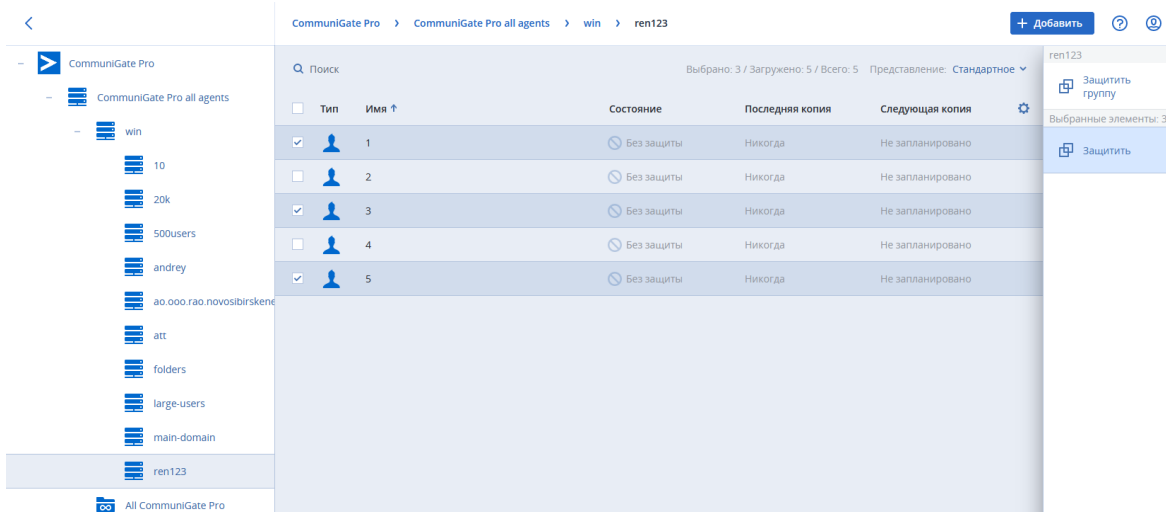 CommuniGate Pro > CommuniGate Pro all agents > win > ren123
+ Добавить
CommuniGate Pro
CommuniGate Pro all agents
win
10
20k
500users
andrey
ao.ooo.rao.novosibirskene
att
folders
large-users
main-domain
ren123
All CommuniGate Pro
Поиск
Выбрано: 3 / Загружено: 5 / Всего: 5 Представление: Стандартное
Тип Имя ↑ Состояние Последняя копия Следующая копия
1 Без защиты Никогда Не запланировано
2 Без защиты Никогда Не запланировано
3 Без защиты Никогда Не запланировано
4 Без защиты Никогда Не запланировано
5 Без защиты Никогда Не запланировано
ren123
Защитить
группу
Выбранные элементы: 3
Защитить